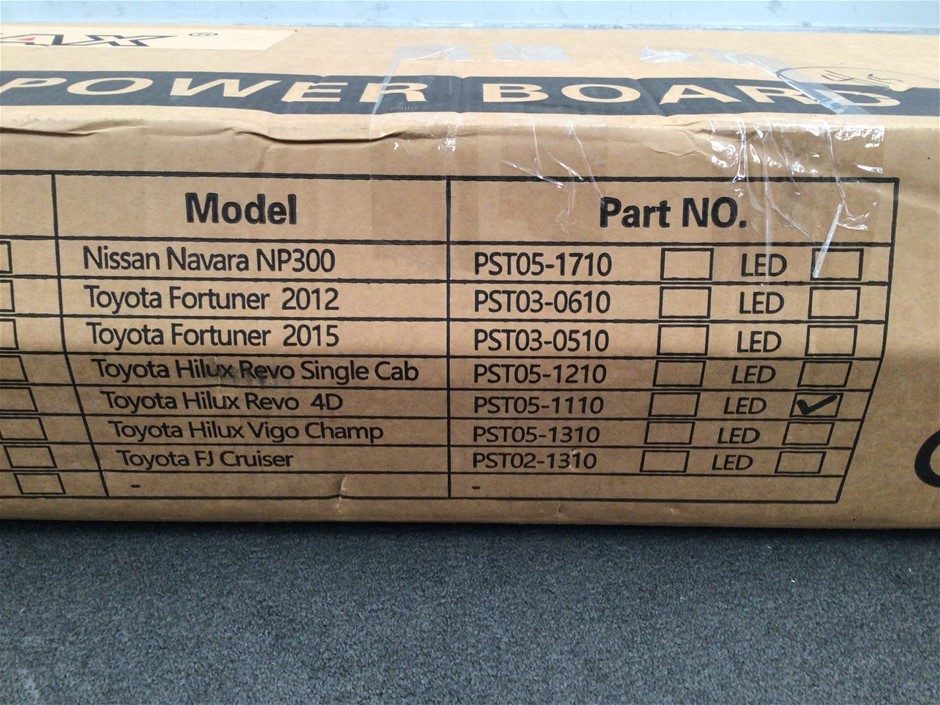 POWER BOARD
Model Part NO.
Nissan Navara NP300 PST05-1710 LED
Toyota Fortuner 2012 PST03-0610 LED
Toyota Fortuner 2015 PST03-0510 LED
Toyota Hilux Revo Single Cab PST05-1210 LED
Toyota Hilux Revo 4D PST05-1110 LED ✓
Toyota Hilux Vigo Champ PST05-1310 LED
Toyota FJ Cruiser PST02-1310 LED
- -